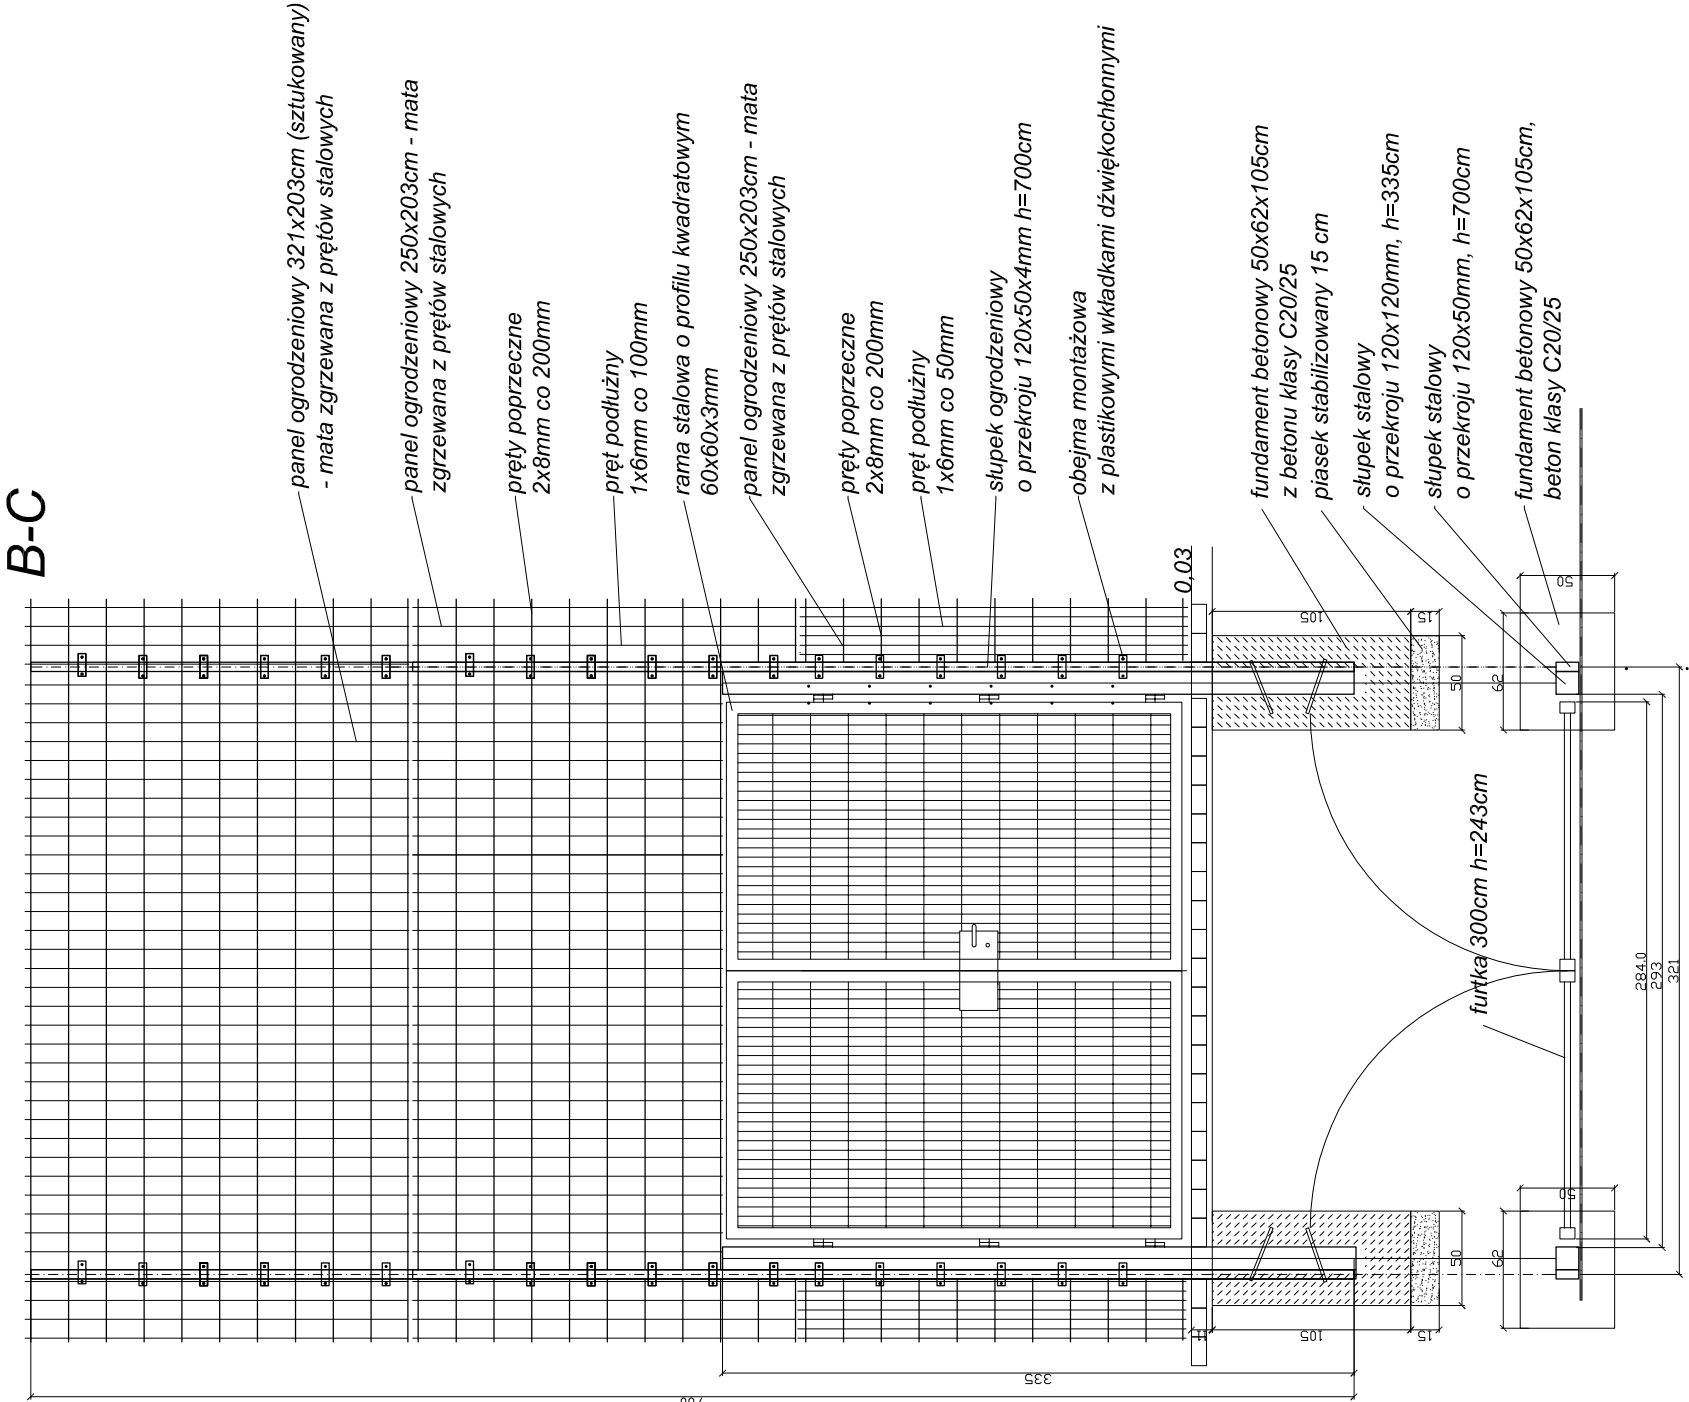 B-C
panel ogrodzeniowy 321x203cm (sztukowany)
- mata zgrzewana z prętów stalowych
panel ogrodzeniowy 250x203cm - mata
zgrzewana z prętów stalowych
pręty poprzeczne
2x8mm co 200mm
pręt podłużny
1x6mm co 100mm
rama stalowa o profilu kwadratowym
60x60x3mm
panel ogrodzeniowy 250x203cm - mata
zgrzewana z prętów stalowych
pręty poprzeczne
2x8mm co 200mm
pręt podłużny
1x6mm co 50mm
słupek ogrodzeniowy
o przekroju 120x50x4mm h=700cm
obejma montażowa
z plastikowymi wkładkami dźwiękochłonnymi
0,03
fundament betonowy 50x62x105cm
z betonu klasy C20/25
piasek stabilizowany 15 cm
słupek stalowy
o przekroju 120x120mm, h=335cm
słupek stalowy
o przekroju 120x50mm, h=700cm
fundament betonowy 50x62x105cm,
beton klasy C20/25
105
15
50
62
50
furtka 300cm h=243cm
284.0
293
321
11
105
15
50
62
50
335